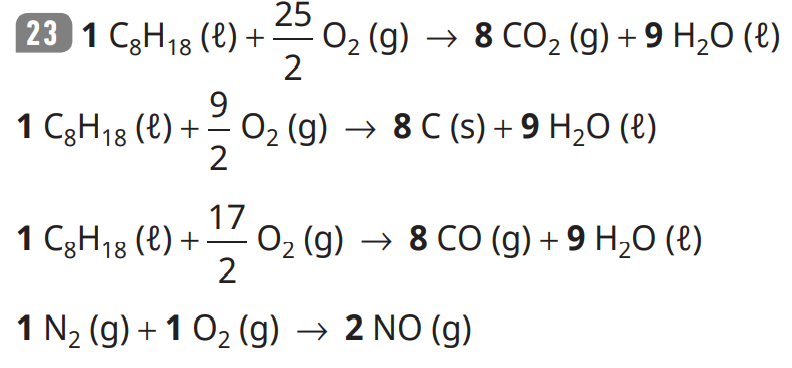 23 1 C₈H₁₈ (ℓ) + 25/2 O₂ (g) → 8 CO₂ (g) + 9 H₂O (ℓ)
1 C₈H₁₈ (ℓ) + 9/2 O₂ (g) → 8 C (s) + 9 H₂O (ℓ)
1 C₈H₁₈ (ℓ) + 17/2 O₂ (g) → 8 CO (g) + 9 H₂O (ℓ)
1 N₂ (g) + 1 O₂ (g) → 2 NO (g)